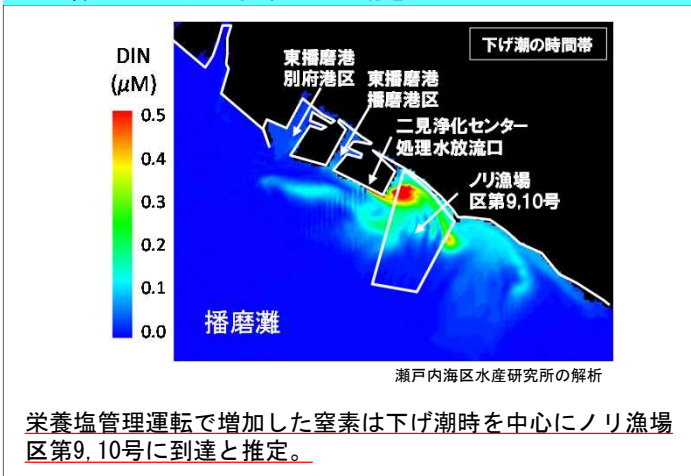 下げ潮の時間帯
DIN
(μM)
0.5
0.4
0.3
0.2
0.1
0.0
東播磨港
別府港区
東播磨港
播磨港区
二見浄化センター
処理水放流口
ノリ漁場
区第9,10号
播磨灘
瀬戸内海区水産研究所の解析
栄養塩管理運転で増加した窒素は下げ潮時を中心にノリ漁場
区第9,10号に到達と推定。